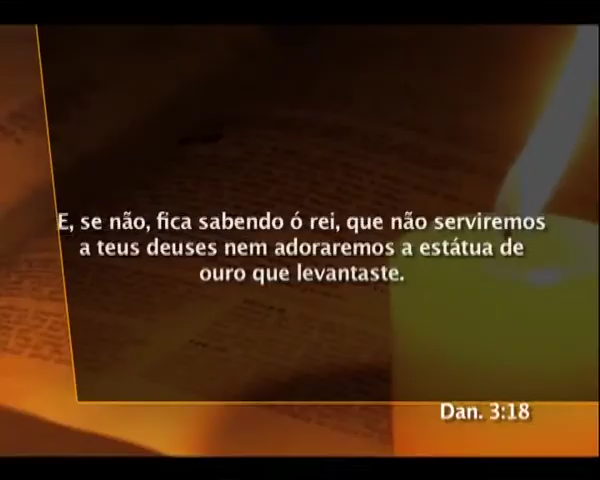 E, se não, fica sabendo ó rei, que não serviremos
a teus deuses nem adoraremos a estátua de
ouro que levantaste.
Dan. 3:18